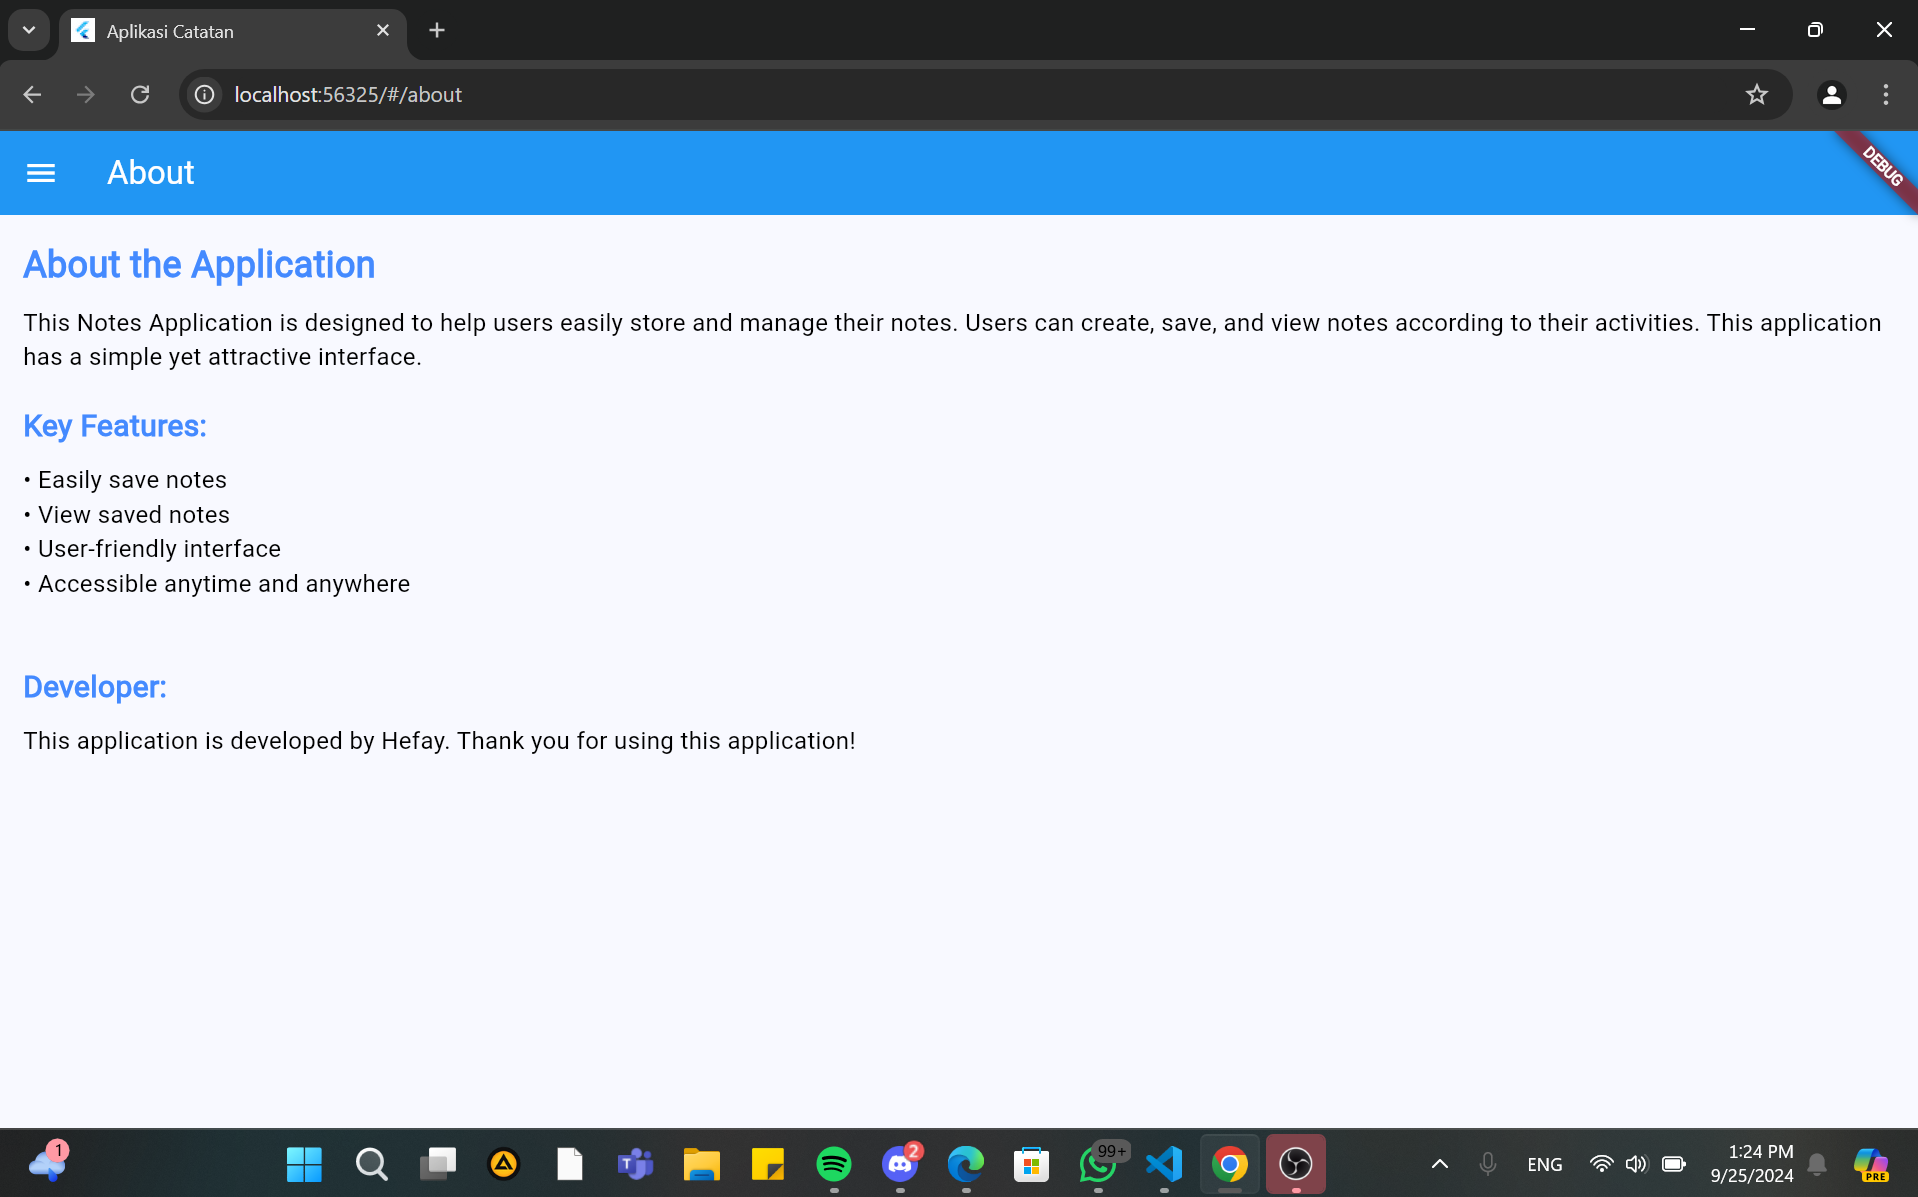 Aplikasi Catatan
localhost:56325/#/about
About
DEBUG
About the Application
This Notes Application is designed to help users easily store and manage their notes. Users can create, save, and view notes according to their activities. This application
has a simple yet attractive interface.
Key Features:
• Easily save notes
• View saved notes
• User-friendly interface
• Accessible anytime and anywhere
Developer:
This application is developed by Hefay. Thank you for using this application!
1
T
2
99+
ENG
1:24 PM
9/25/2024
PRE